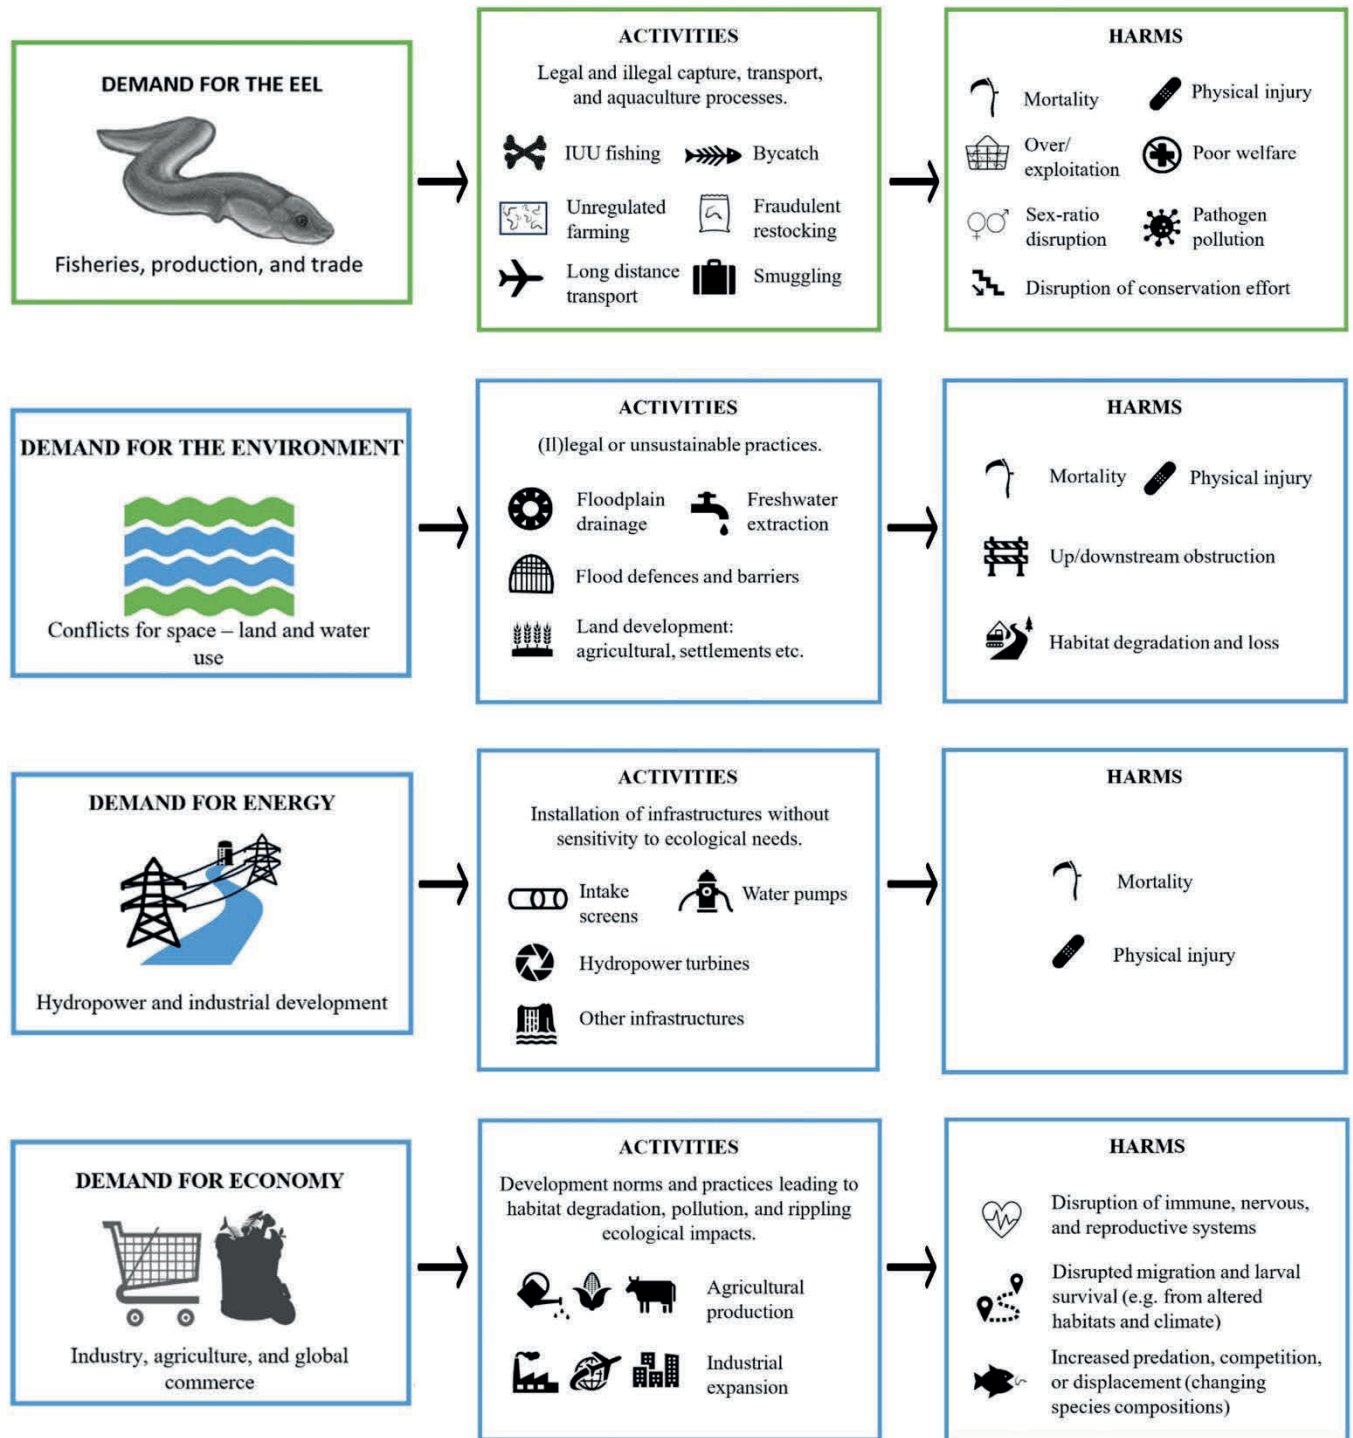 DEMAND FOR THE EEL
Fisheries, production, and trade
ACTIVITIES
Legal and illegal capture, transport,
and aquaculture processes.
IUU fishing
Bycatch
Unregulated
farming
Fraudulent
restocking
Long distance
transport
Smuggling
HARMS
Mortality
Physical injury
Over/
exploitation
Poor welfare
Sex-ratio
disruption
Pathogen
pollution
Disruption of conservation effort
DEMAND FOR THE ENVIRONMENT
Conflicts for space – land and water
use
ACTIVITIES
(Il)legal or unsustainable practices.
Floodplain
drainage
Freshwater
extraction
Flood defences and barriers
Land development:
agricultural, settlements etc.
HARMS
Mortality
Physical injury
Up/downstream obstruction
Habitat degradation and loss
DEMAND FOR ENERGY
Hydropower and industrial development
ACTIVITIES
Installation of infrastructures without
sensitivity to ecological needs.
Intake
screens
Water pumps
Hydropower turbines
Other infrastructures
HARMS
Mortality
Physical injury
DEMAND FOR ECONOMY
Industry, agriculture, and global
commerce
ACTIVITIES
Development norms and practices leading to
habitat degradation, pollution, and rippling
ecological impacts.
Agricultural
production
Industrial
expansion
HARMS
Disruption of immune, nervous,
and reproductive systems
Disrupted migration and larval
survival (e.g. from altered
habitats and climate)
Increased predation, competition,
or displacement (changing
species compositions)